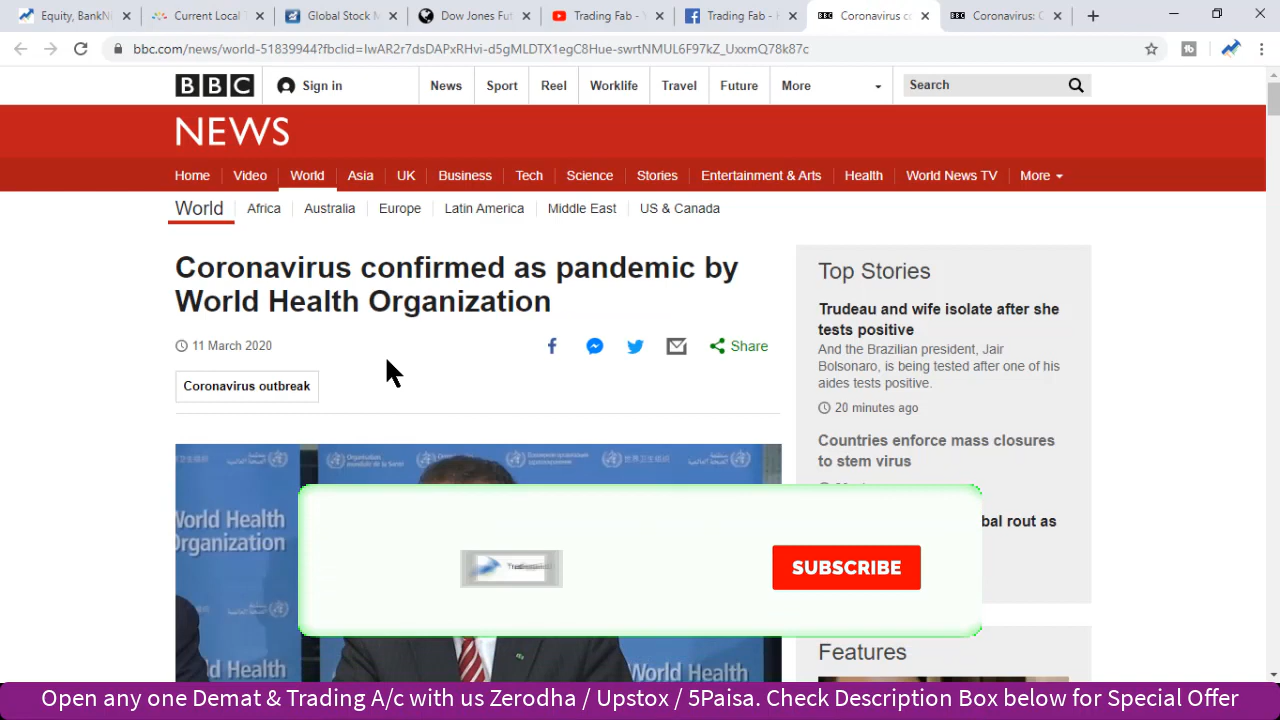 Equity, BankNi
Current Local T
Global Stock M
Dow Jones Fut
Trading Fab - Y
Trading Fab - H
Coronavirus co
Coronavirus: C
bbc.com/news/world-51839944?fbclid=IwAR2r7dsDAPxRHvi-d5gMLDTX1egC8Hue-swrtNMUL6F97kZ_UxxmQ78k87c
BBC Sign in News Sport Reel Worklife Travel Future More Search
NEWS
Home Video World Asia UK Business Tech Science Stories Entertainment & Arts Health World News TV More
World Africa Australia Europe Latin America Middle East US & Canada
Coronavirus confirmed as pandemic by
World Health Organization
11 March 2020
Share
Coronavirus outbreak
Top Stories
Trudeau and wife isolate after she
tests positive
And the Brazilian president, Jair
Bolsonaro, is being tested after one of his
aides tests positive.
20 minutes ago
Countries enforce mass closures
to stem virus
bal rout as
Features
World Health
Organization
World Health
SUBSCRIBE
Open any one Demat & Trading A/c with us Zerodha / Upstox / 5Paisa. Check Description Box below for Special Offer